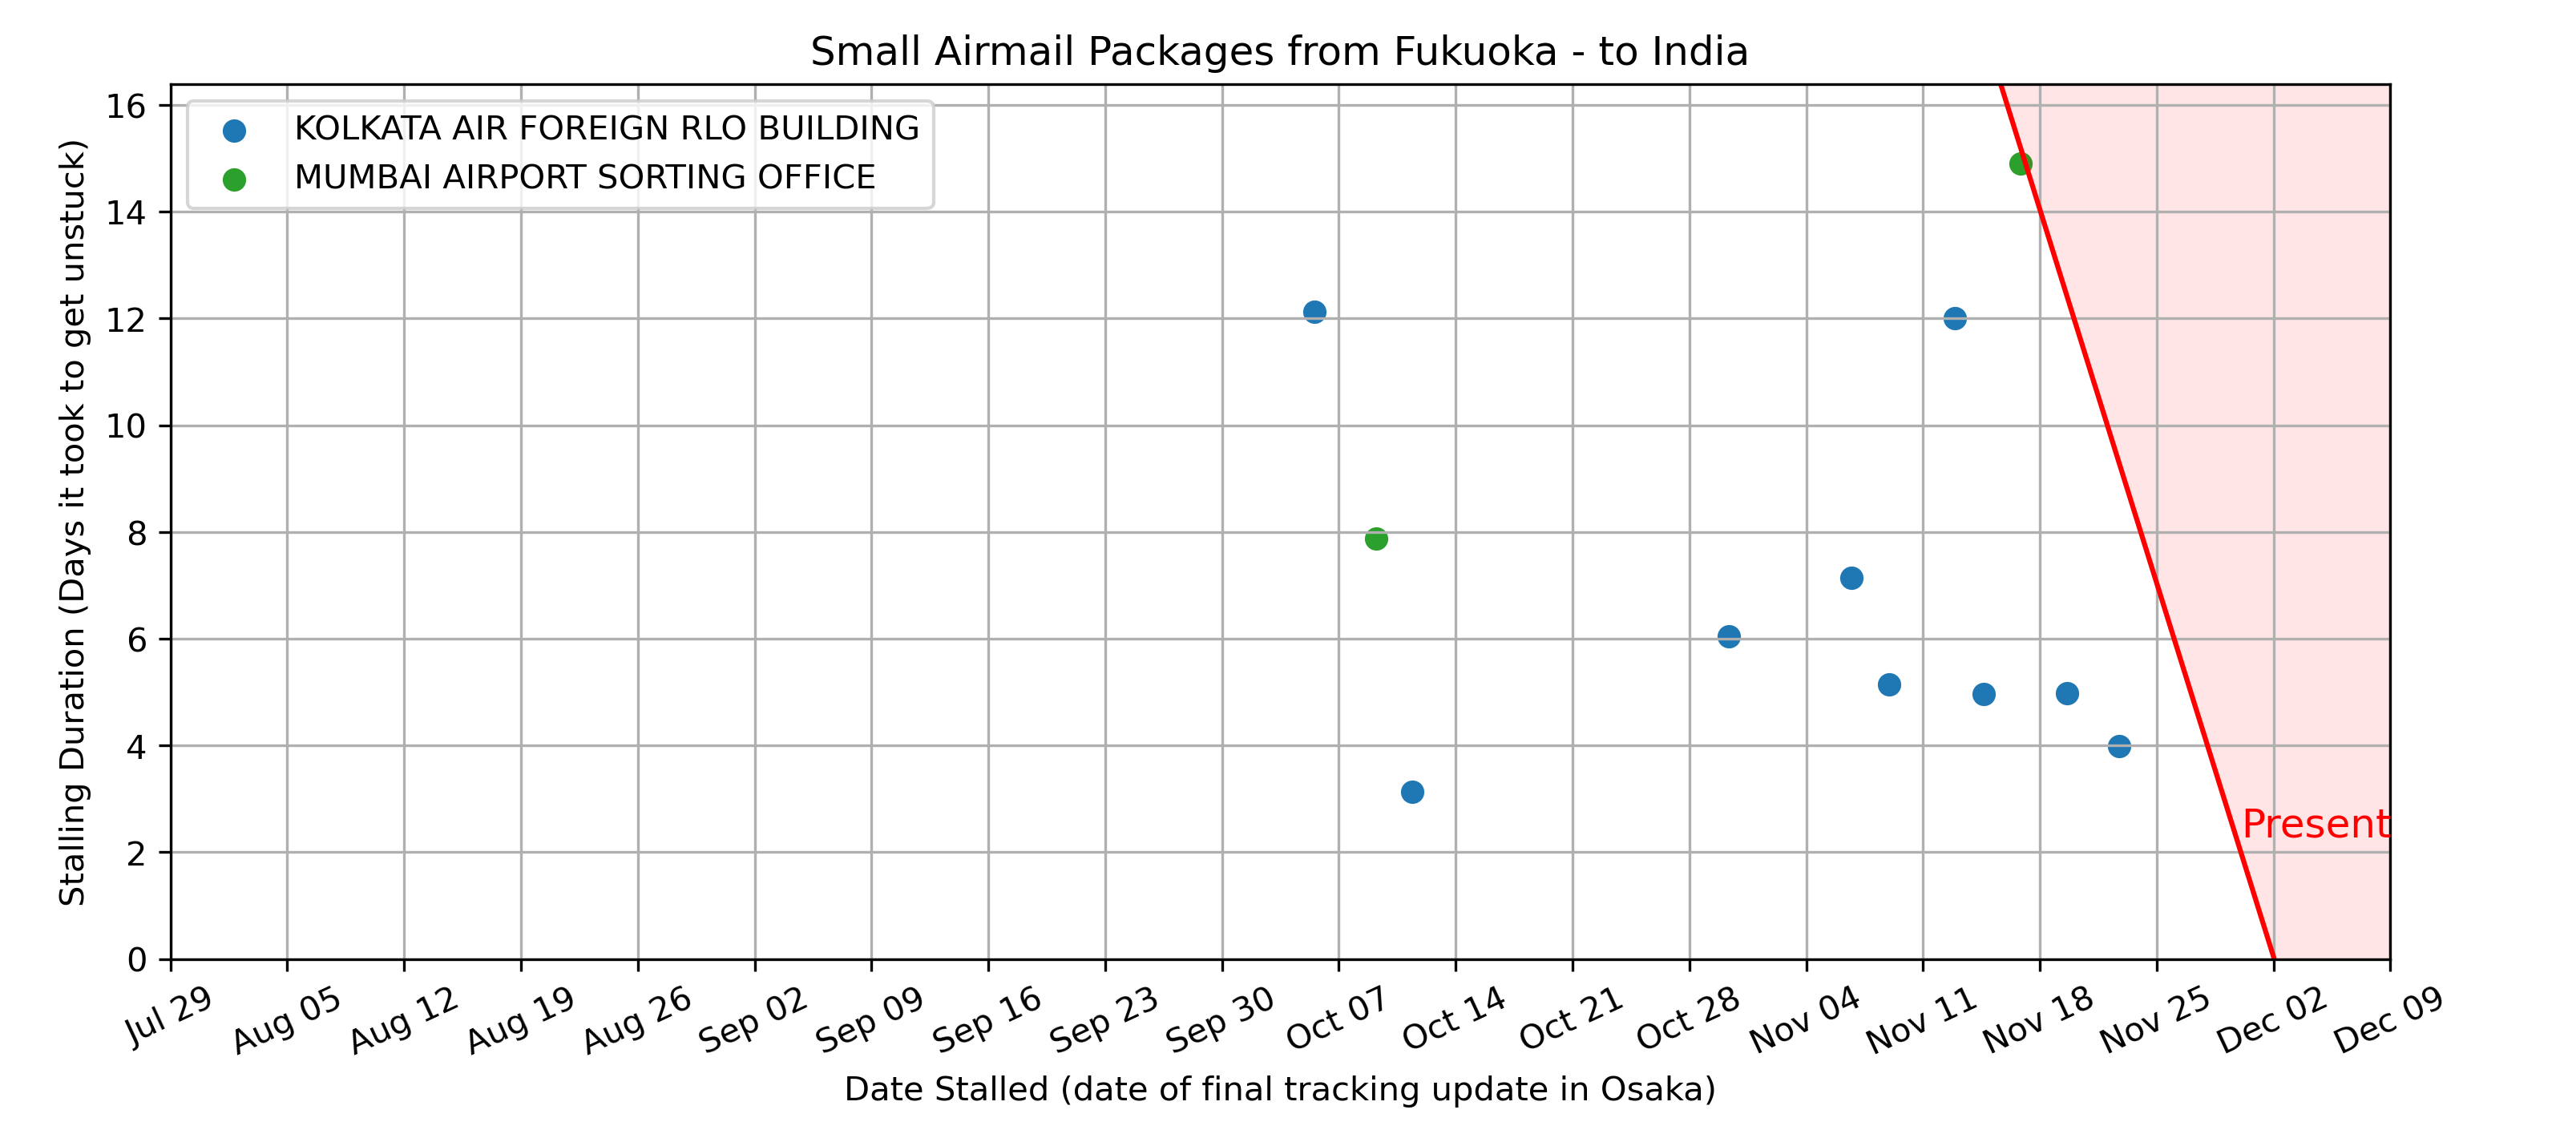 Small Airmail Packages from Fukuoka - to India
KOLKATA AIR FOREIGN RLO BUILDING
MUMBAI AIRPORT SORTING OFFICE
Stalling Duration (Days it took to get unstuck)
16
14
12
10
8
6
4
2
0
Present
Jul 29
Aug 05
Aug 12
Aug 19
Aug 26
Sep 02
Sep 09
Sep 16
Sep 23
Sep 30
Oct 07
Oct 14
Oct 21
Oct 28
Nov 04
Nov 11
Nov 18
Nov 25
Dec 02
Dec 09
Date Stalled (date of final tracking update in Osaka)